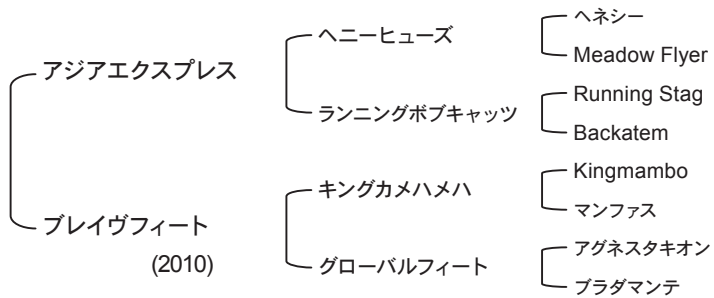 アジアエクスプレス
ヘニーヒューズ
ヘネシー
Meadow Flyer
ランニングボブキャッツ
Running Stag
Backatem
ブレイヴフィート
(2010)
キングカメハメハ
Kingmambo
マンファス
グローバルフィート
アグネスタキオン
ブラダマンテ